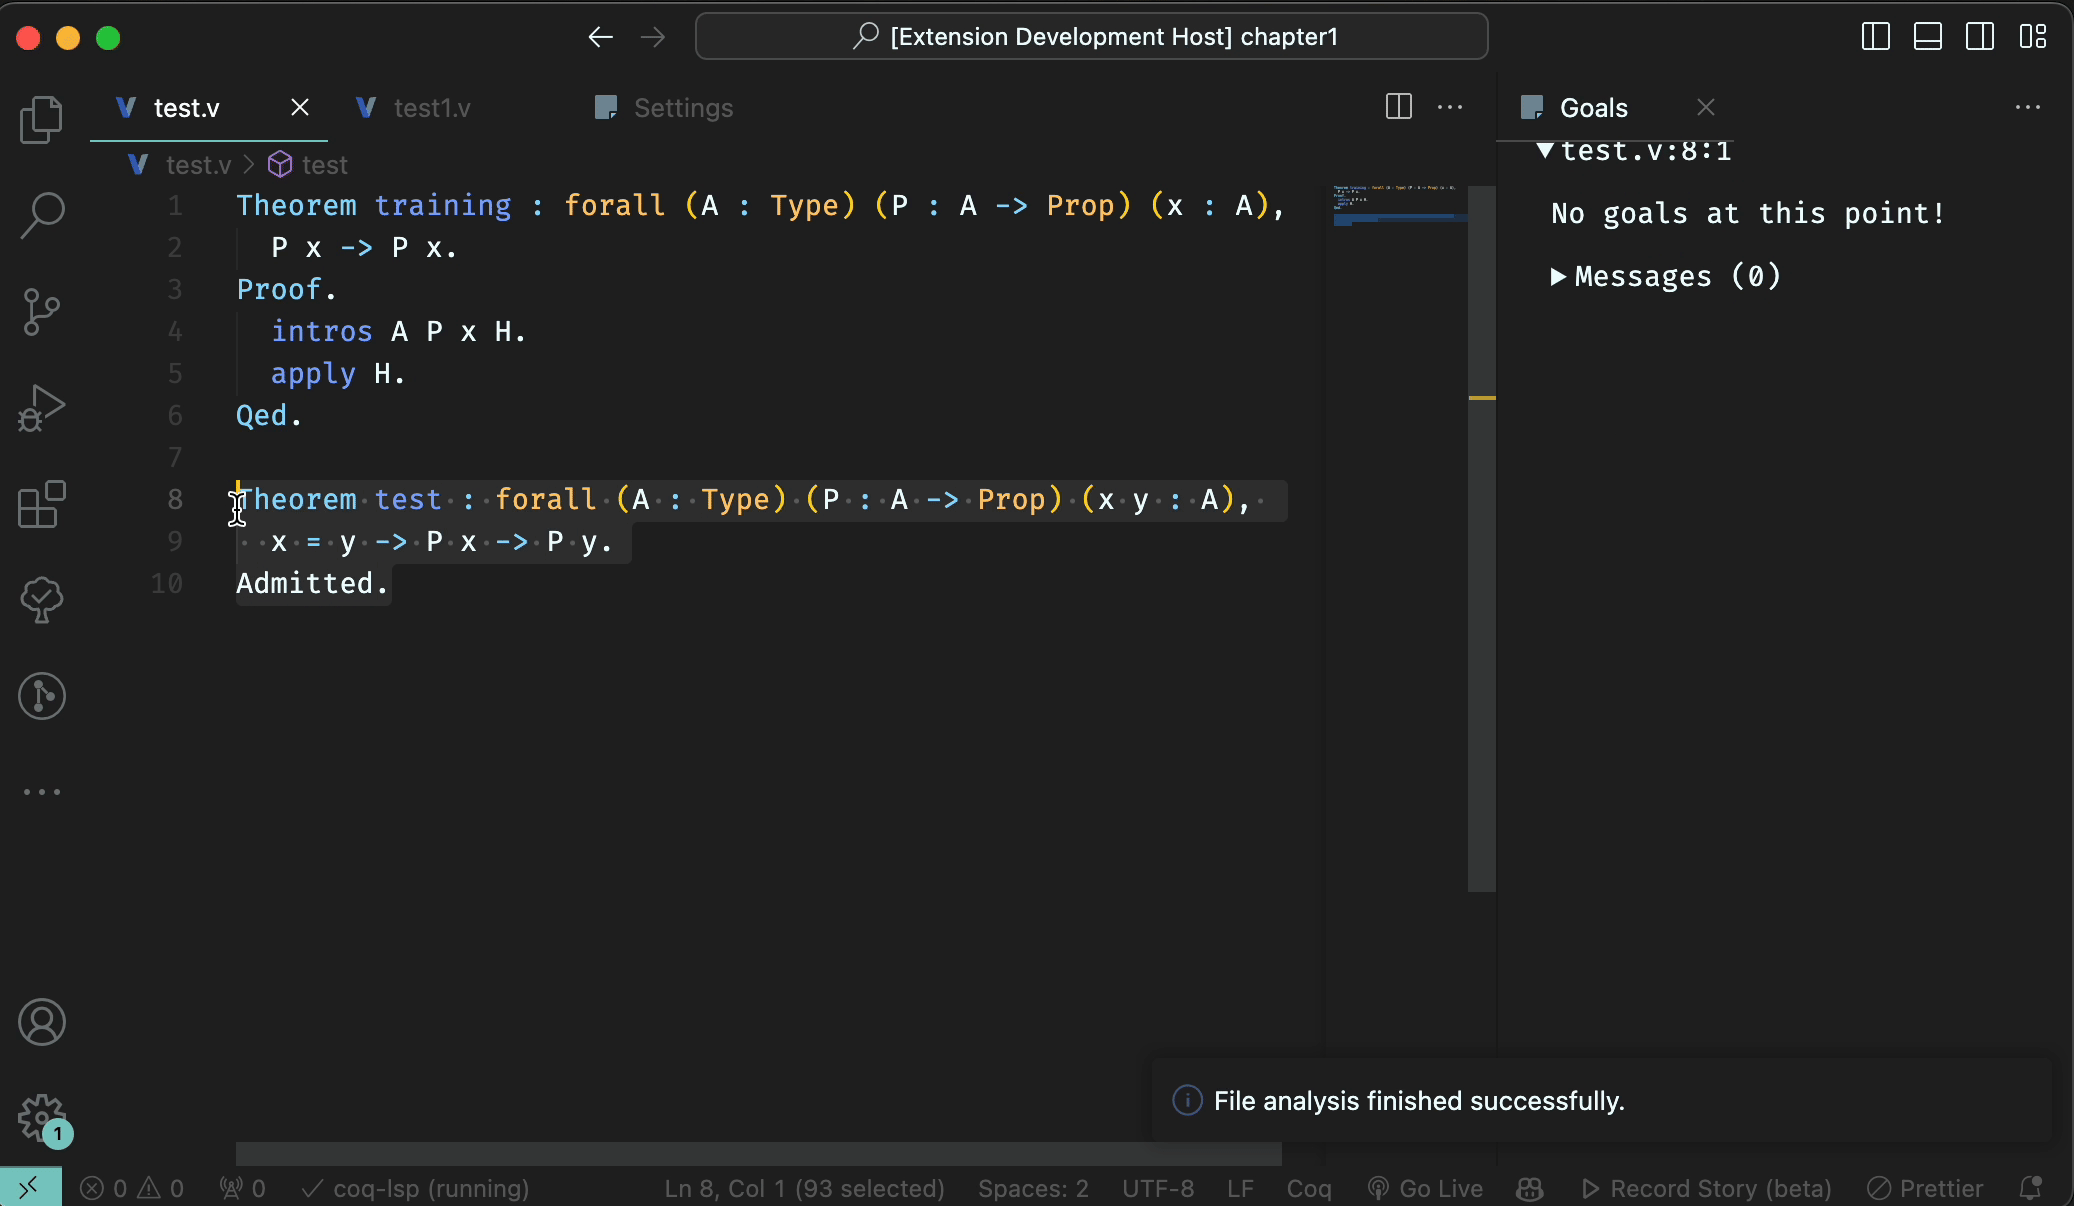 [Extension Development Host] chapter1
test.v
test1.v
Settings
Goals
test.v > test
test.v:8:1
1 Theorem training : forall (A : Type) (P : A -> Prop) (x : A),
2 P x -> P x.
3 Proof.
4 intros A P x H.
5 apply H.
6 Qed.
7
8 Theorem test : forall (A : Type) (P : A -> Prop) (x y : A),
9 x = y -> P x -> P y.
10 Admitted.
No goals at this point!
Messages (0)
File analysis finished successfully.
1
0 0 0 coq-lsp (running) Ln 8, Col 1 (93 selected) Spaces: 2 UTF-8 LF Coq Go Live Record Story (beta) Prettier